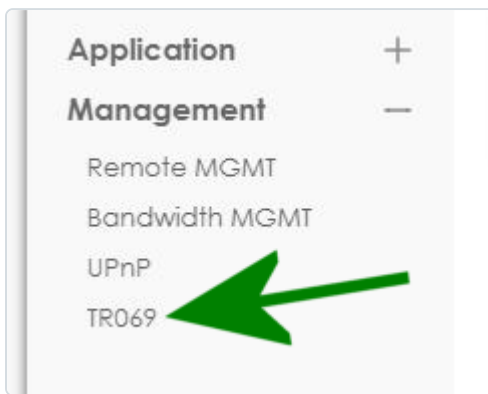 Application
Management
Remote MGMT
Bandwidth MGMT
UPnP
TR069